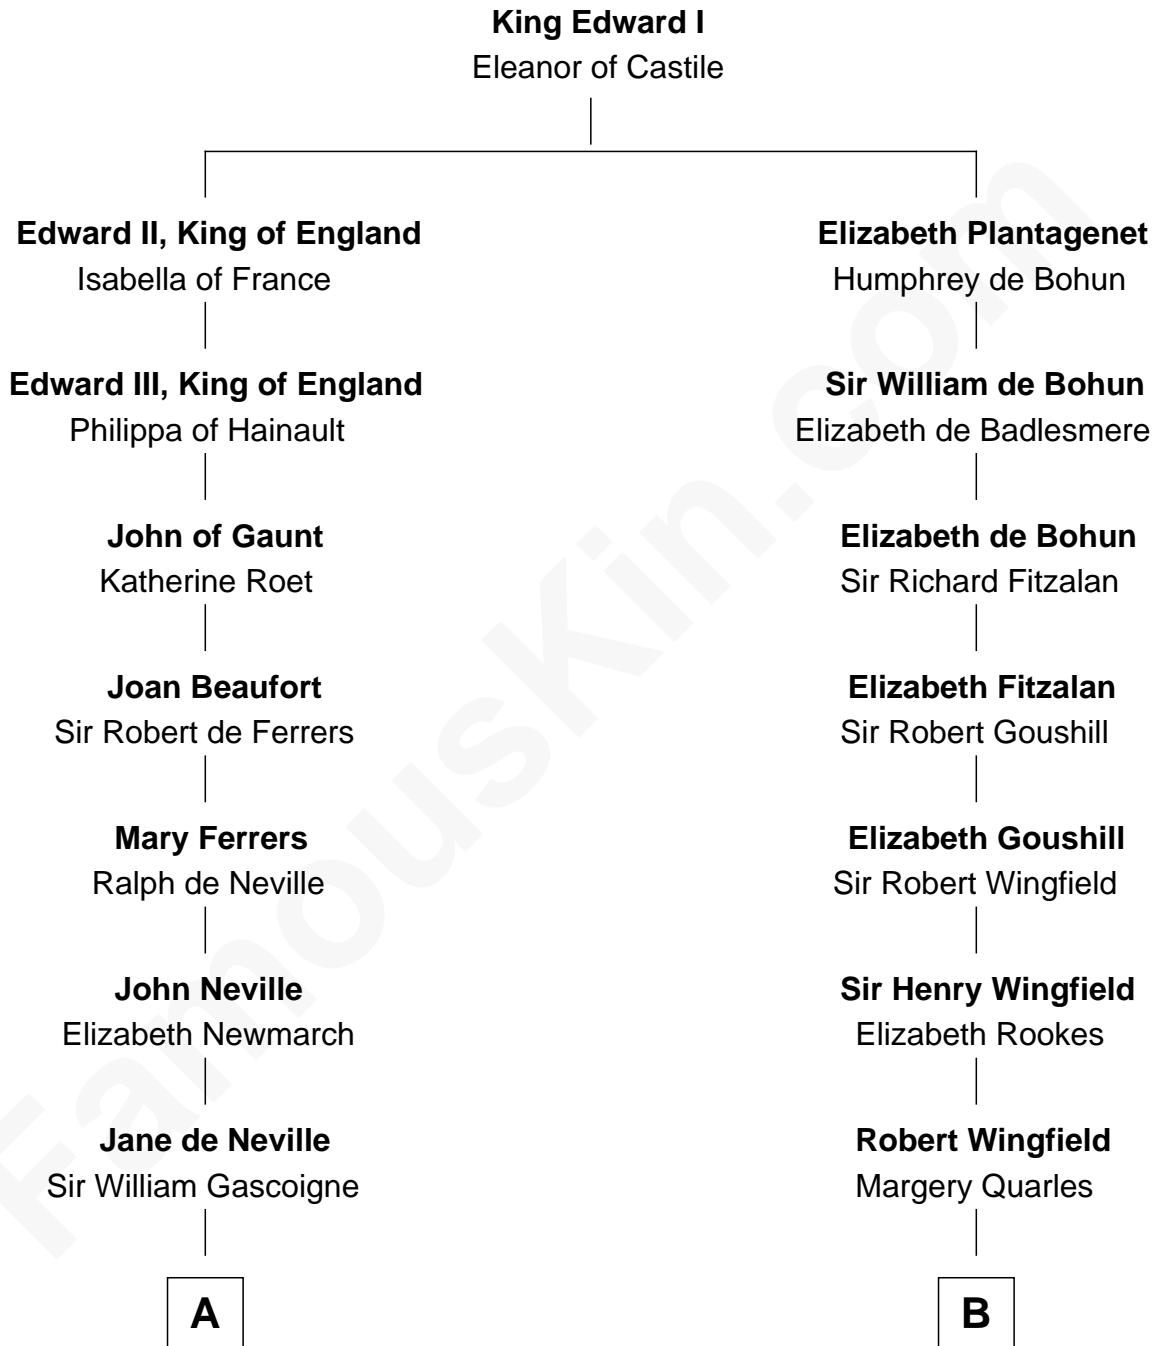 King Edward I
Eleanor of Castile
Edward II, King of England
Isabella of France
Elizabeth Plantagenet
Humphrey de Bohun
Edward III, King of England
Philippa of Hainault
Sir William de Bohun
Elizabeth de Badlesmere
John of Gaunt
Katherine Roet
Elizabeth de Bohun
Sir Richard Fitzalan
Joan Beaufort
Sir Robert de Ferrers
Elizabeth Fitzalan
Sir Robert Goushill
Mary Ferrers
Ralph de Neville
Elizabeth Goushill
Sir Robert Wingfield
John Neville
Elizabeth Newmarch
Sir Henry Wingfield
Elizabeth Rookes
Jane de Neville
Sir William Gascoigne
Robert Wingfield
Margery Quarles
A
B
FamousKin.com